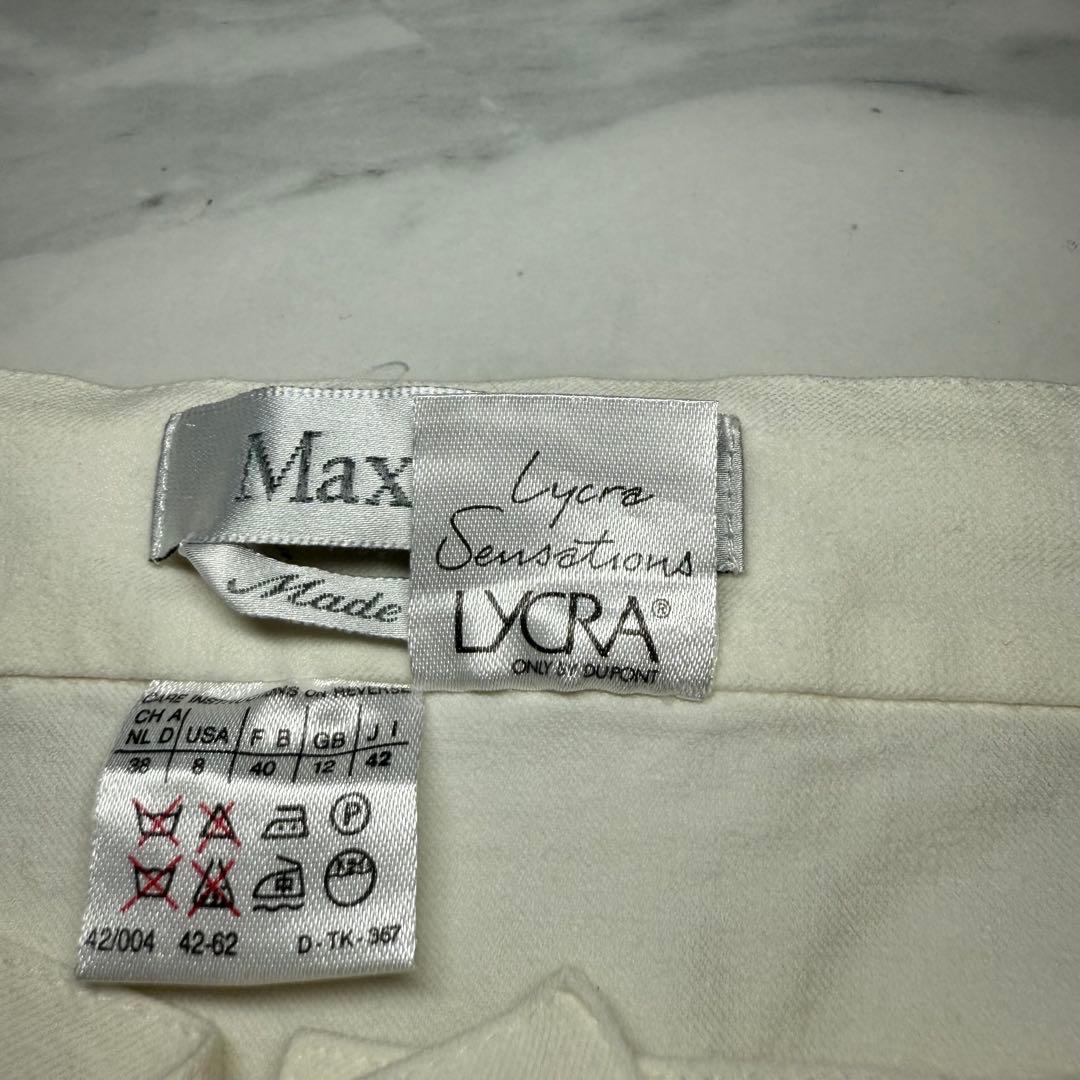 Max
Made
Lycra
Sensations
LYCRA®
ONLY BY DUPONT
CARE INSTRUCTIONS ON REVERSE
CH A
NL D USA F B GB J I
38 8 40 12 42
P
42/004 42-62 D-TK-367